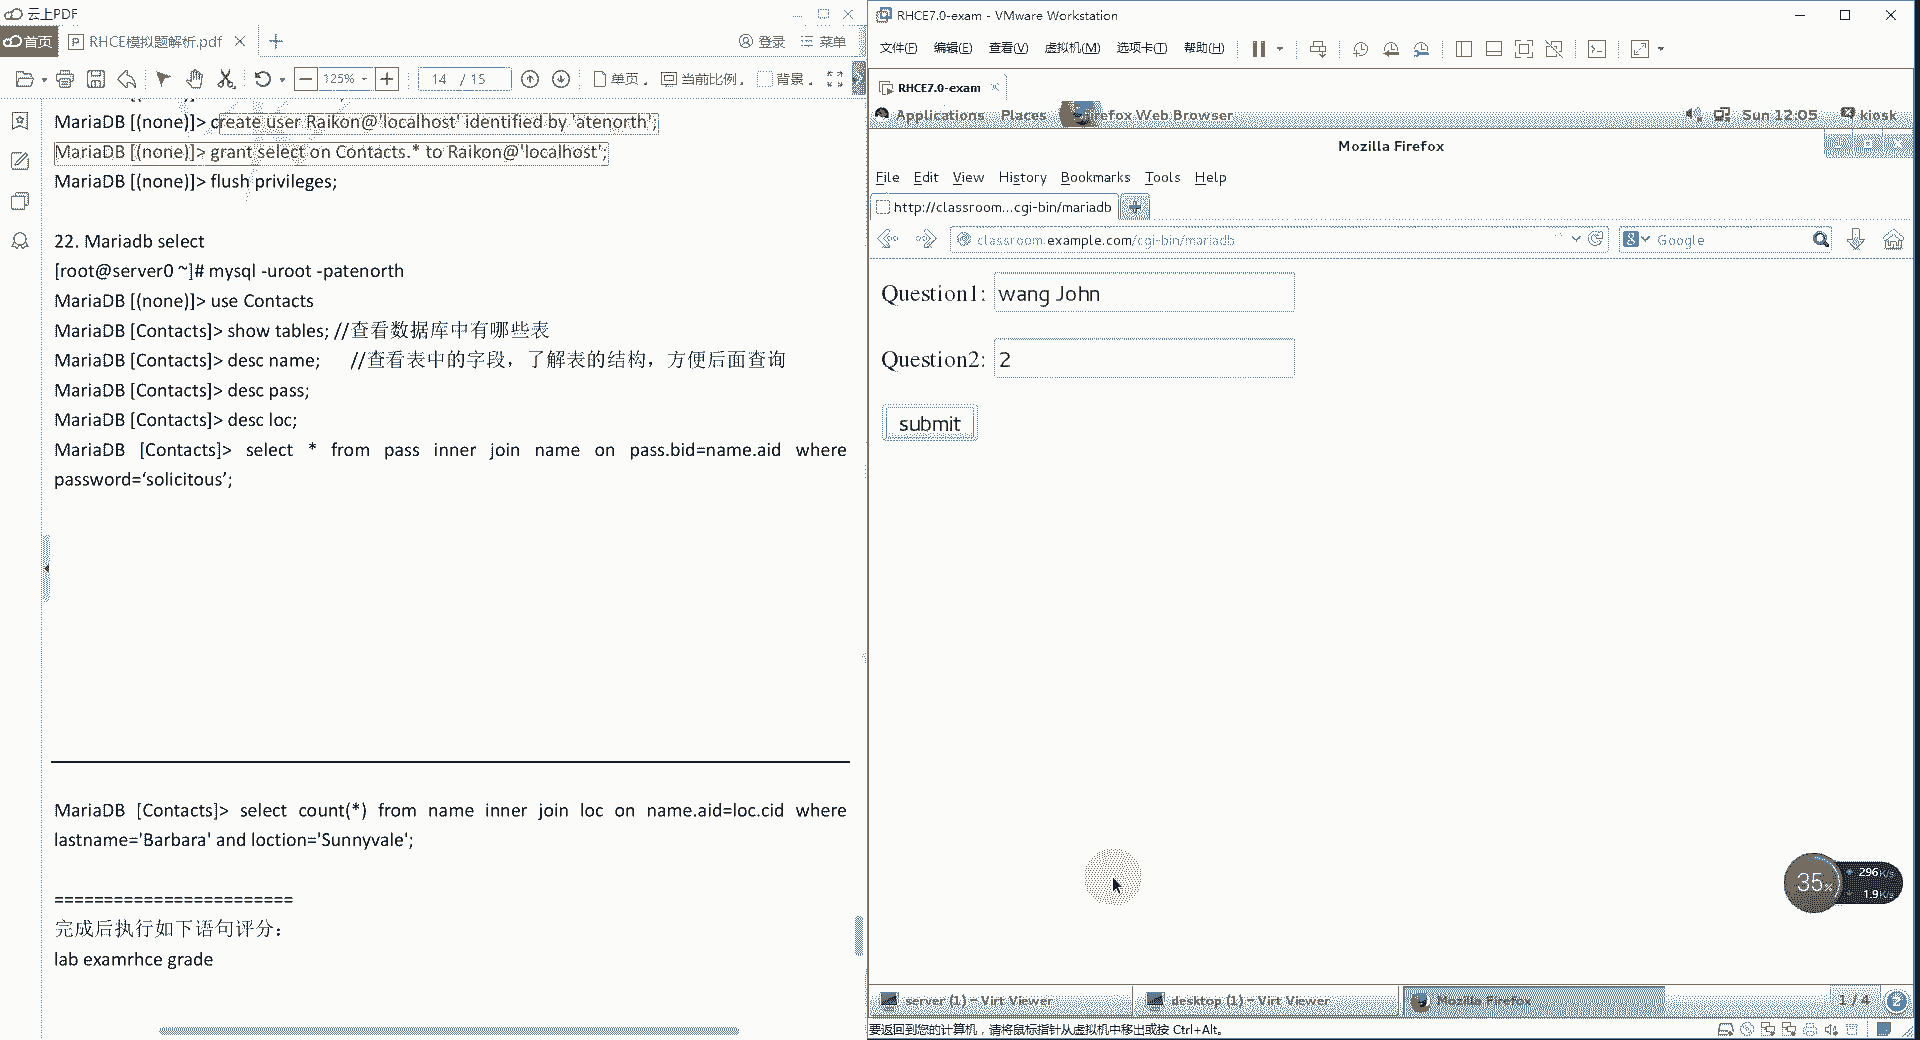 云上PDF
首页 RHCE模拟题解析.pdf 登录 菜单
125% 14 / 15 单页 当前比例 背景
MariaDB [(none)]> create user Raikon@'localhost' identified by 'atenorth';
MariaDB [(none)]> grant select on Contacts.* to Raikon@'localhost';
MariaDB [(none)]> flush privileges;
22. Mariadb select
[root@server0 ~]# mysql -uroot -patenorth
MariaDB [(none)]> use Contacts
MariaDB [Contacts]> show tables; //查看数据库中有哪些表
MariaDB [Contacts]> desc name; //查看表中的字段，了解表的结构，方便后面查询
MariaDB [Contacts]> desc pass;
MariaDB [Contacts]> desc loc;
MariaDB [Contacts]> select * from pass inner join name on pass.bid=name.aid where
password=‘solicitous’;
MariaDB [Contacts]> select count(*) from name inner join loc on name.aid=loc.cid where
lastname='Barbara' and loction='Sunnyvale';
========================
完成后执行如下语句评分：
lab examrhce grade
RHCE7.0-exam - VMware Workstation
文件(F) 编辑(E) 查看(V) 虚拟机(M) 选项卡(T) 帮助(H)
RHCE7.0-exam
Applications Places Firefox Web Browser Sun 12:05 kiosk
Mozilla Firefox
File Edit View History Bookmarks Tools Help
http://classroom...cgi-bin/mariadb
classroom.example.com/cgi-bin/mariadb Google
Question1: wang John
Question2: 2
submit
35% 296K/s
1.9K/s
server (1) – Virt Viewer desktop (1) – Virt Viewer Mozilla Firefox 1 / 4 2
要返回到您的计算机，请将鼠标指针从虚拟机中移出或按 Ctrl+Alt。